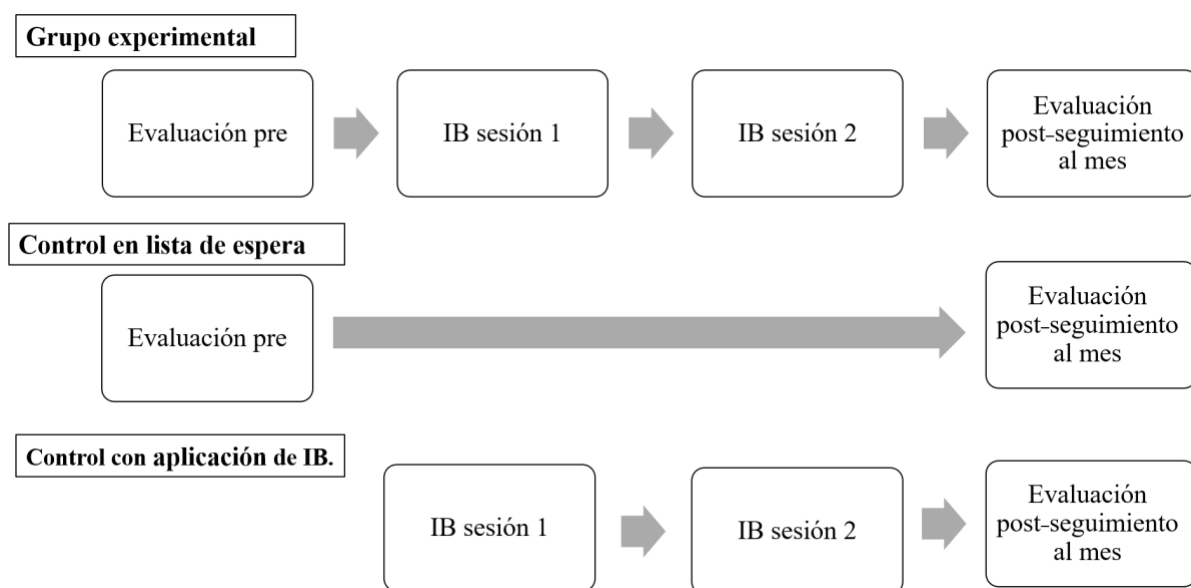 Grupo experimental
Evaluación pre
IB sesión 1
IB sesión 2
Evaluación
post-seguimiento
al mes
Control en lista de espera
Evaluación pre
Evaluación
post-seguimiento
al mes
Control con aplicación de IB.
IB sesión 1
IB sesión 2
Evaluación
post-seguimiento
al mes